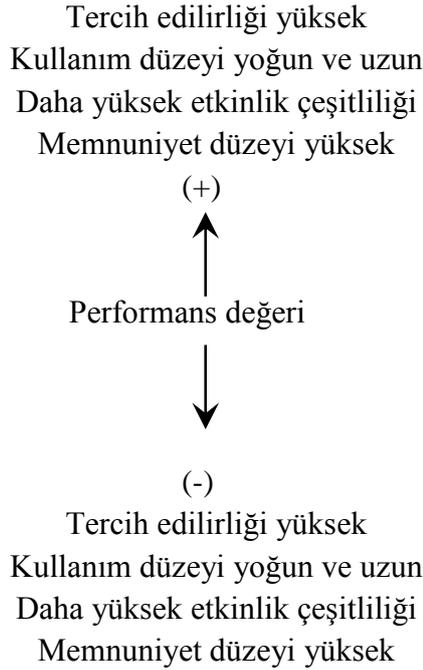 Tercih edilirliği yüksek
Kullanım düzeyi yoğun ve uzun
Daha yüksek etkinlik çeşitliliği
Memnuniyet düzeyi yüksek
(+)
Performans değeri
(-)
Tercih edilirliği yüksek
Kullanım düzeyi yoğun ve uzun
Daha yüksek etkinlik çeşitliliği
Memnuniyet düzeyi yüksek